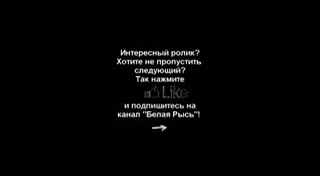 Интересный ролик?
Хотите не пропустить
следующий?
Так нажмите
Like
и подпишитесь на
канал "Белая Рысь"!